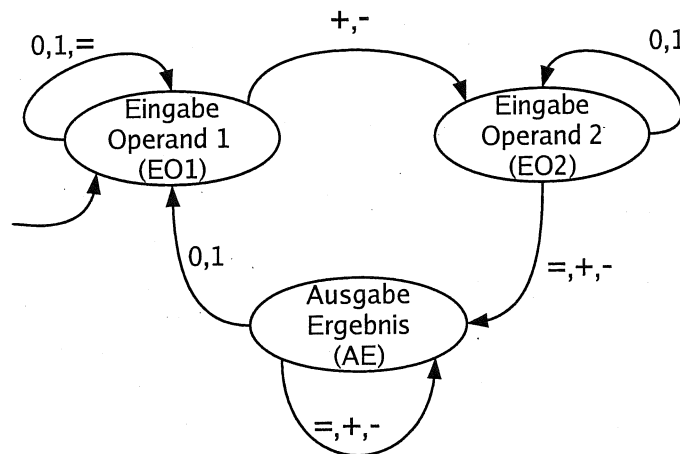 +,-
0,1,=
0,1
Eingabe
Operand 1
(EO1)
Eingabe
Operand 2
(EO2)
0,1
=,+,-
Ausgabe
Ergebnis
(AE)
=,+,-